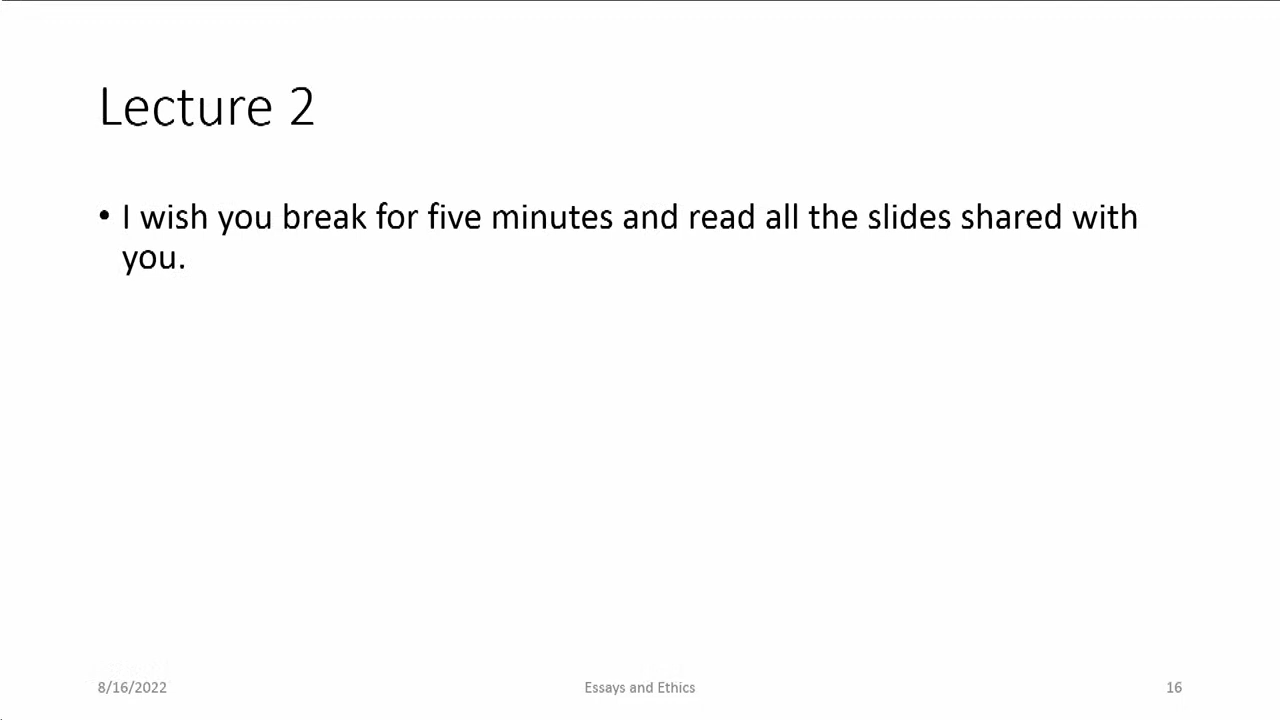 Lecture 2
• I wish you break for five minutes and read all the slides shared with
you.
8/16/2022
Essays and Ethics
16